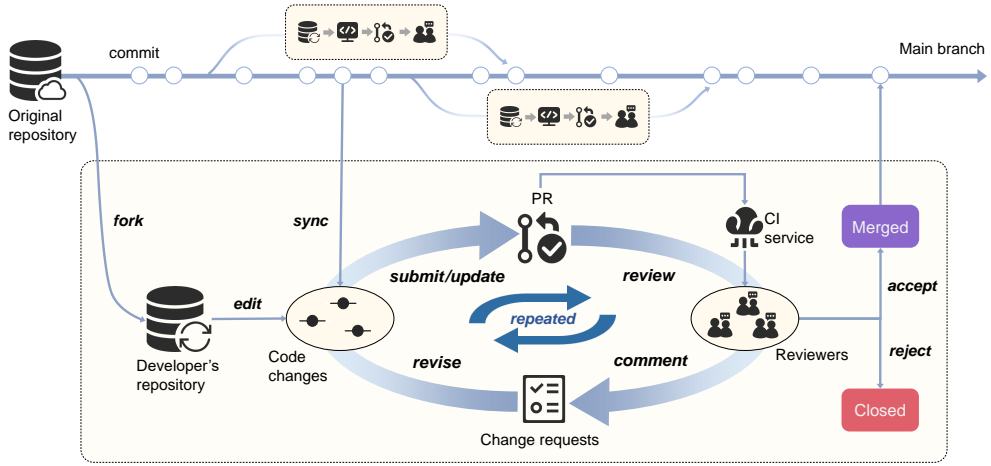 commit
Main branch
Original
repository
fork
sync
PR
CI
service
Merged
submit/update
review
edit
repeated
accept
Developer's
repository
Code
changes
revise
comment
Reviewers
reject
Closed
Change requests